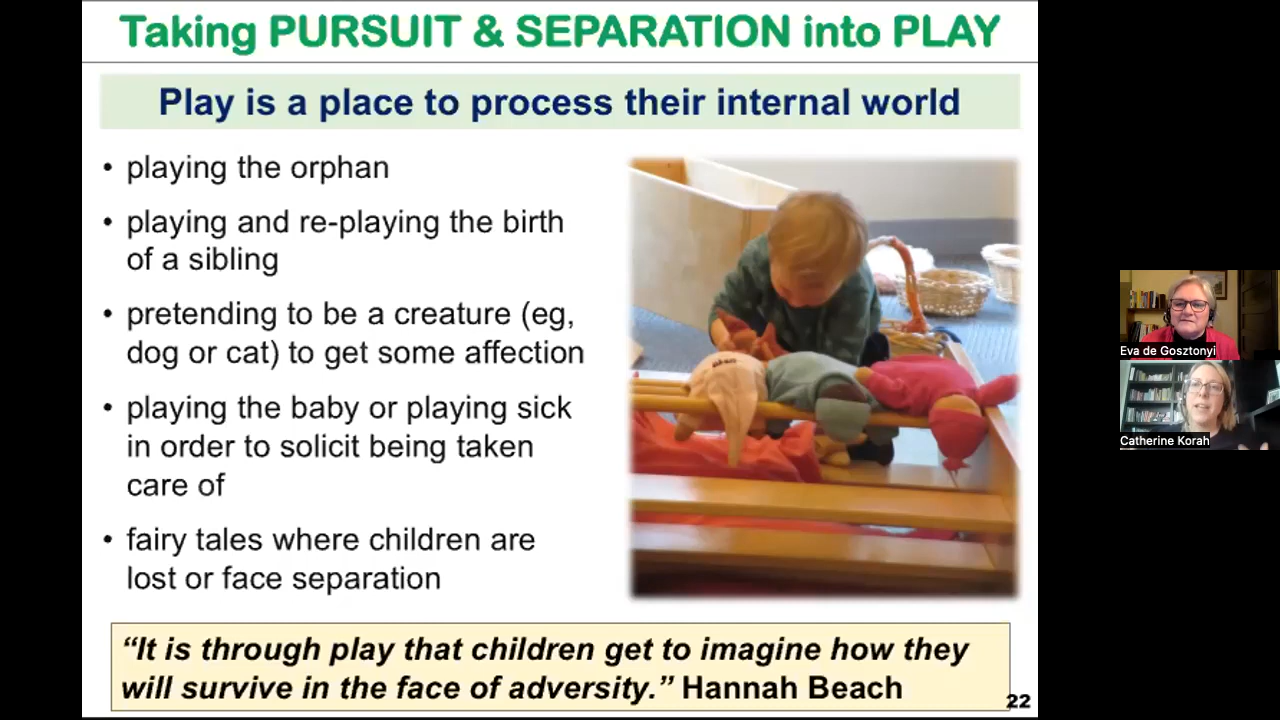 Taking PURSUIT & SEPARATION into PLAY
Play is a place to process their internal world
• playing the orphan
• playing and re-playing the birth
of a sibling
• pretending to be a creature (eg,
dog or cat) to get some affection
• playing the baby or playing sick
in order to solicit being taken
care of
• fairy tales where children are
lost or face separation
“It is through play that children get to imagine how they
will survive in the face of adversity.” Hannah Beach
22
Eva de Gosztonyi
Catherine Korah